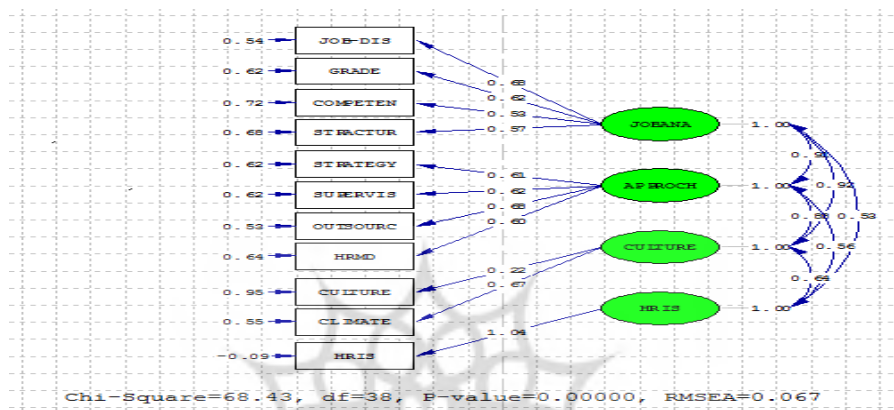 0.54 JOB-DIS
0.62 GRADE
0.72 COMPETEN
0.68 STRACTUR
0.62 STRATEGY
0.62 SUPERVIS
0.53 OUTSOURC
0.64 HRMD
0.95 CULTURE
0.55 CLIMATE
-0.09 HRIS
0.68
0.62
0.53
0.57
0.61
0.62
0.68
0.60
0.22
0.67
1.04
JOBANA 1.00
APPROCH 1.00
CULTURE 1.00
HRIS 1.00
0.92 0.53
0.56
0.64
Chi-Square=68.43, df=38, P-value=0.00000, RMSEA=0.067